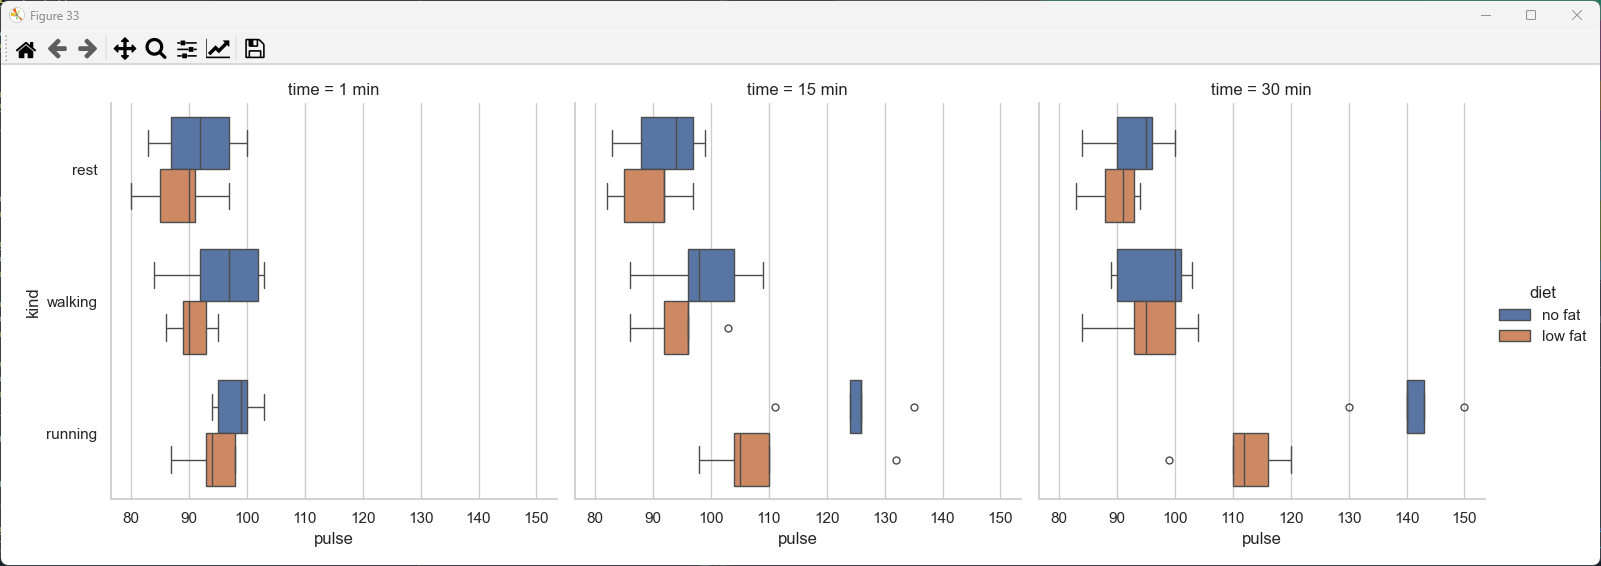 Figure 33
time = 1 min
time = 15 min
time = 30 min
kind
rest
walking
running
80 90 100 110 120 130 140 150
pulse
80 90 100 110 120 130 140 150
pulse
80 90 100 110 120 130 140 150
pulse
diet
no fat
low fat